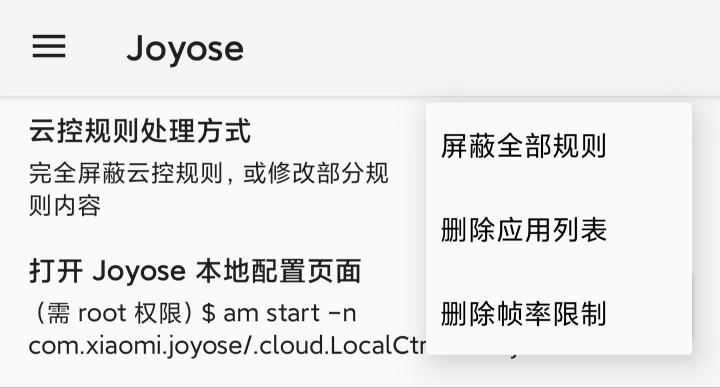 Joyose
云控规则处理方式
完全屏蔽云控规则，或修改部分规
则内容
打开 Joyose 本地配置页面
（需 root 权限）$ am start -n
com.xiaomi.joyose/.cloud.LocalCtr
屏蔽全部规则
删除应用列表
删除帧率限制